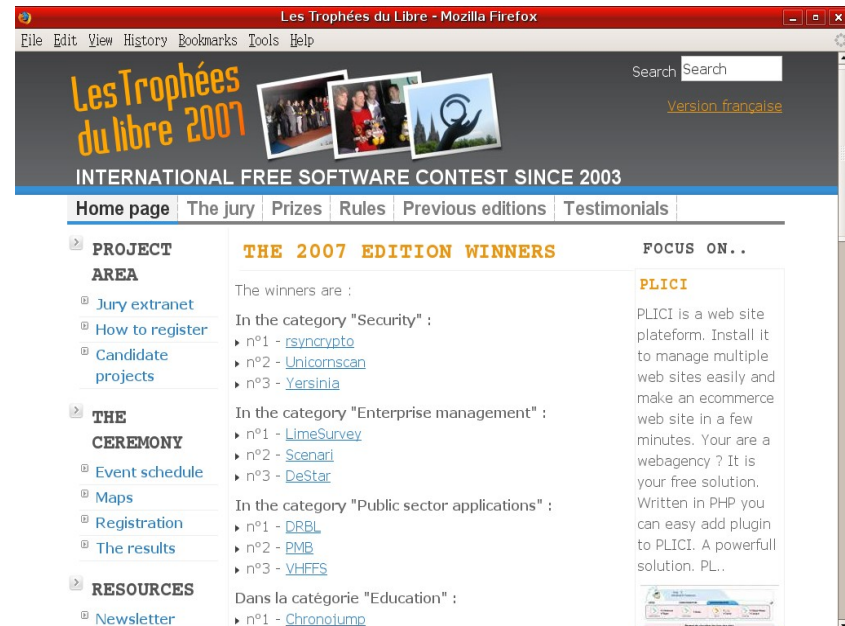 Les Trophées du Libre - Mozilla Firefox
File Edit View History Bookmarks Tools Help
Les Trophées
du libre 2007
Search Search
Version française
INTERNATIONAL FREE SOFTWARE CONTEST SINCE 2003
Home page The jury Prizes Rules Previous editions Testimonials
PROJECT
AREA
Jury extranet
How to register
Candidate
projects
THE
CEREMONY
Event schedule
Maps
Registration
The results
RESOURCES
Newsletter
THE 2007 EDITION WINNERS
The winners are :
In the category "Security" :
n°1 - rsyncrypto
n°2 - Unicornscan
n°3 - Yersinia
In the category "Enterprise management" :
n°1 - LimeSurvey
n°2 - Scenari
n°3 - DeStar
In the category "Public sector applications" :
n°1 - DRBL
n°2 - PMB
n°3 - VHFFS
Dans la catégorie "Education" :
n°1 - Chronojump
FOCUS ON..
PLICI
PLICI is a web site
plateform. Install it
to manage multiple
web sites easily and
make an ecommerce
web site in a few
minutes. Your are a
webagency ? It is
your free solution.
Written in PHP you
can easy add plugin
to PLICI. A powerfull
solution. PL..